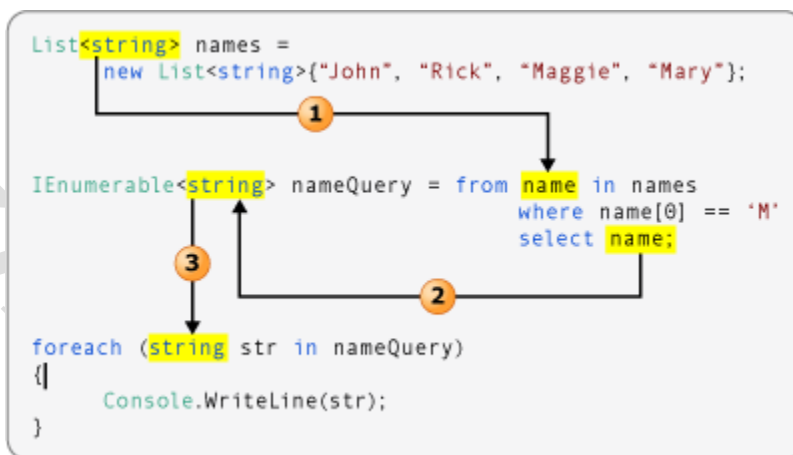 List<string> names =
new List<string>{“John”, “Rick”, “Maggie”, “Mary”};
1
IEnumerable<string> nameQuery = from name in names
where name[0] == ‘M’
select name;
3
2
foreach (string str in nameQuery)
{
Console.WriteLine(str);
}